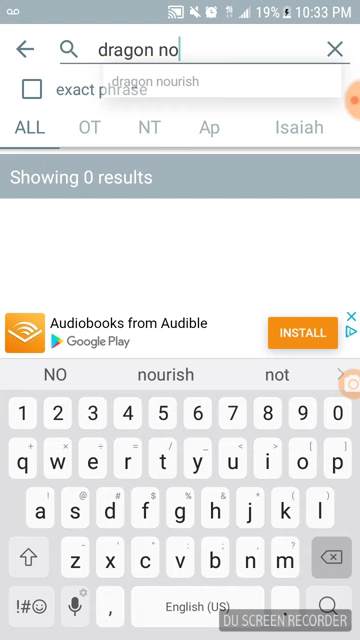 19% 10:33 PM
dragon no
dragon nourish
exact phrase
ALL OT NT Ap Isaiah
Showing 0 results
Audiobooks from Audible
Google Play
INSTALL
NO nourish not
1 2 3 4 5 6 7 8 9 0
+ × ÷ = / _ < > [ ]
q w e r t y u i o p
! @ # $ % & * ( )
a s d f g h j k l
- ' " : ; , ?
z x c v b n m
!#☺ , English (US) .
DU SCREEN RECORDER